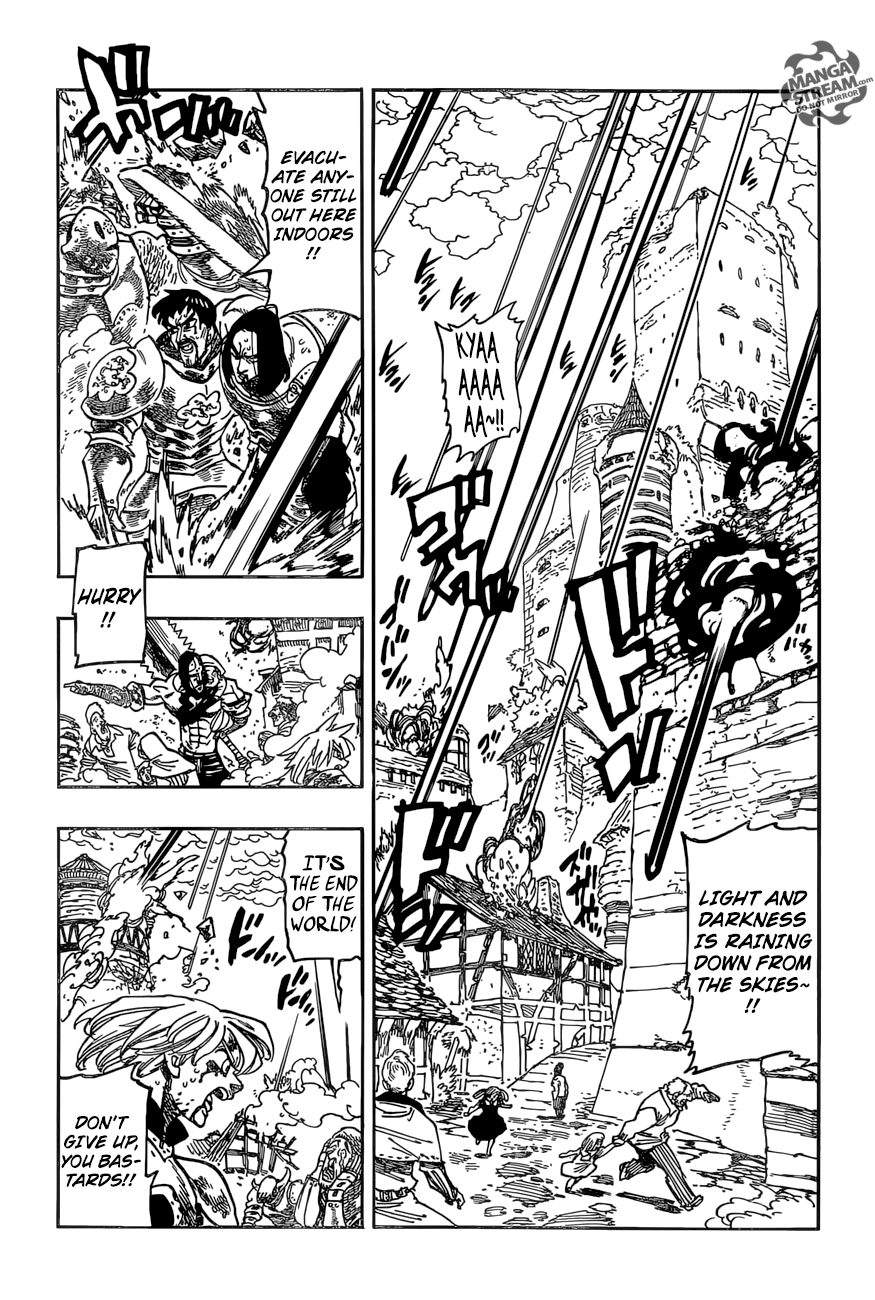 MANGA
STREAM.com
DO NOT MIRROR
KYAA
AAAA
AA~!!
LIGHT AND
DARKNESS
IS RAINING
DOWN FROM
THE SKIES~
!!
EVACU-
ATE ANY-
ONE STILL
OUT HERE
INDOORS
!!
HURRY
!!
IT'S
THE END
OF THE
WORLD!
DON'T
GIVE UP,
YOU BAS-
TARDS!!